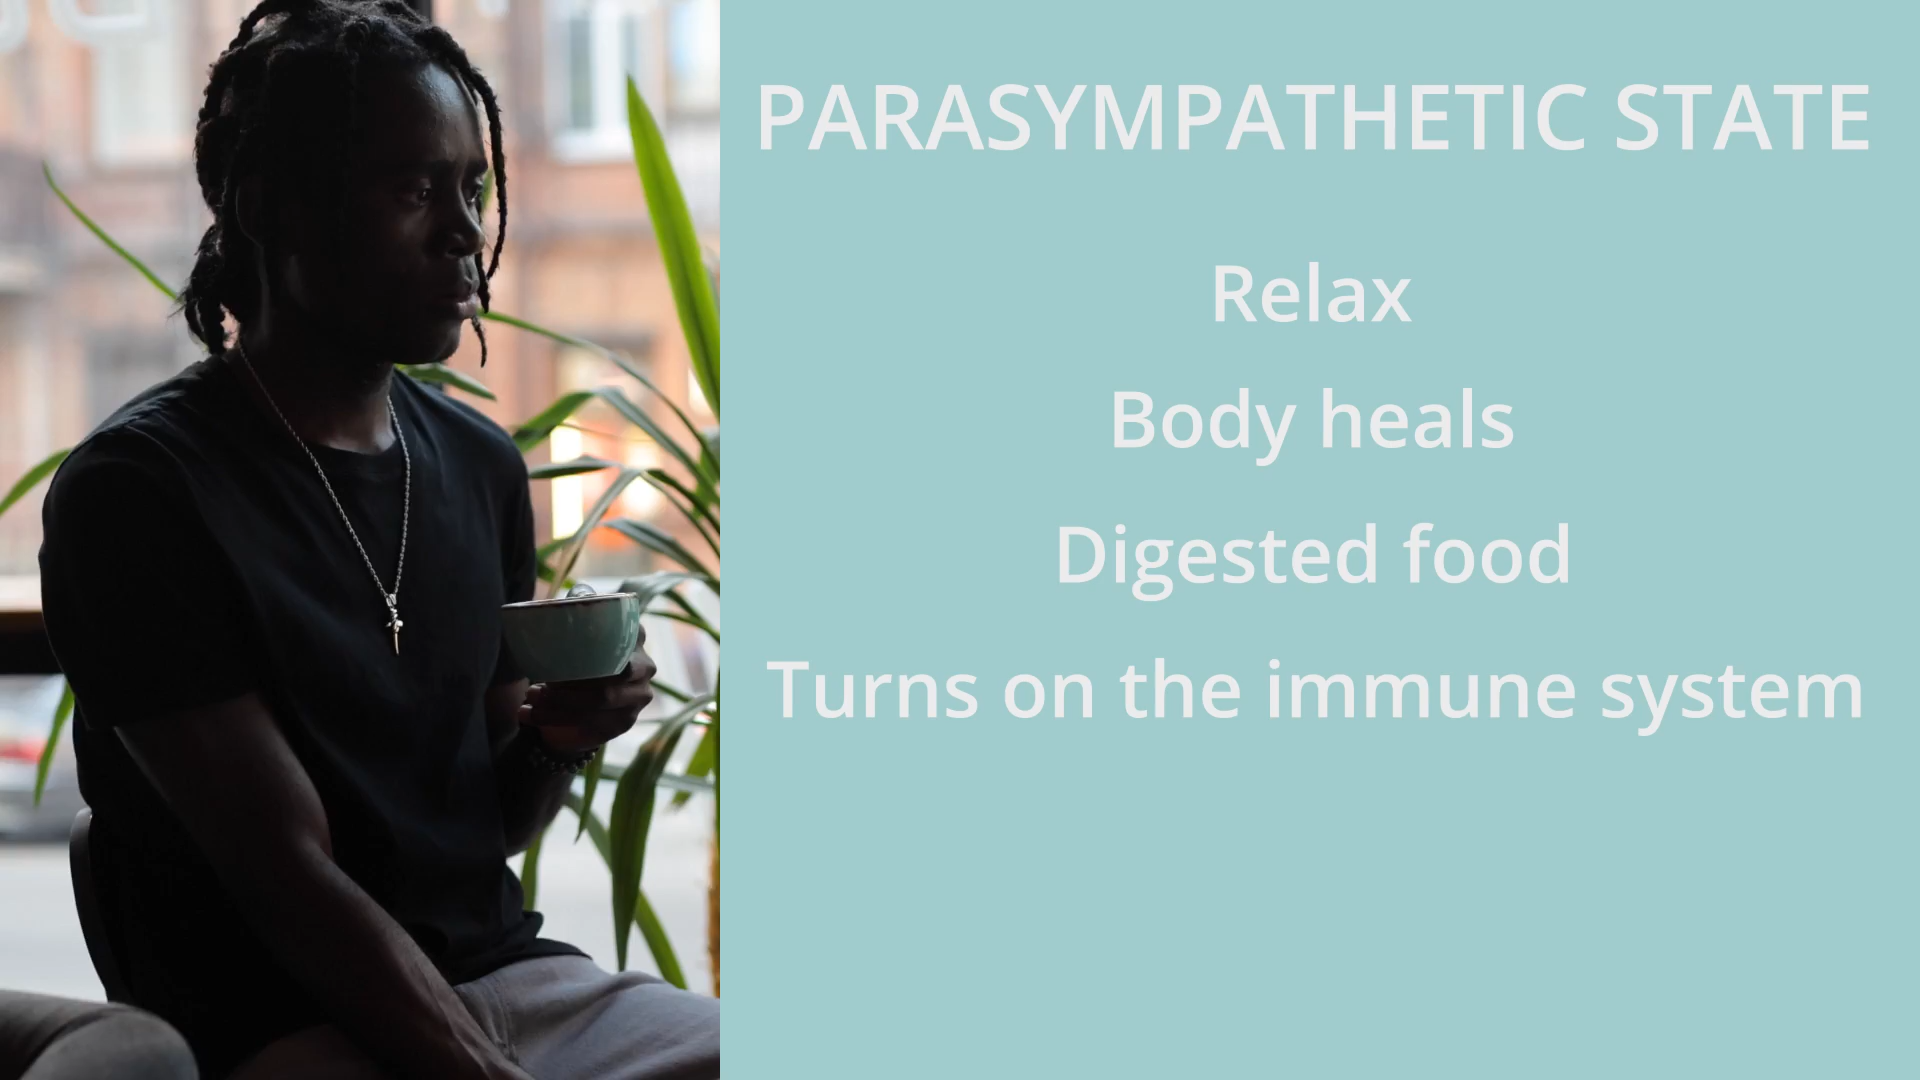 PARASYMPATHETIC STATE
Relax
Body heals
Digested food
Turns on the immune system